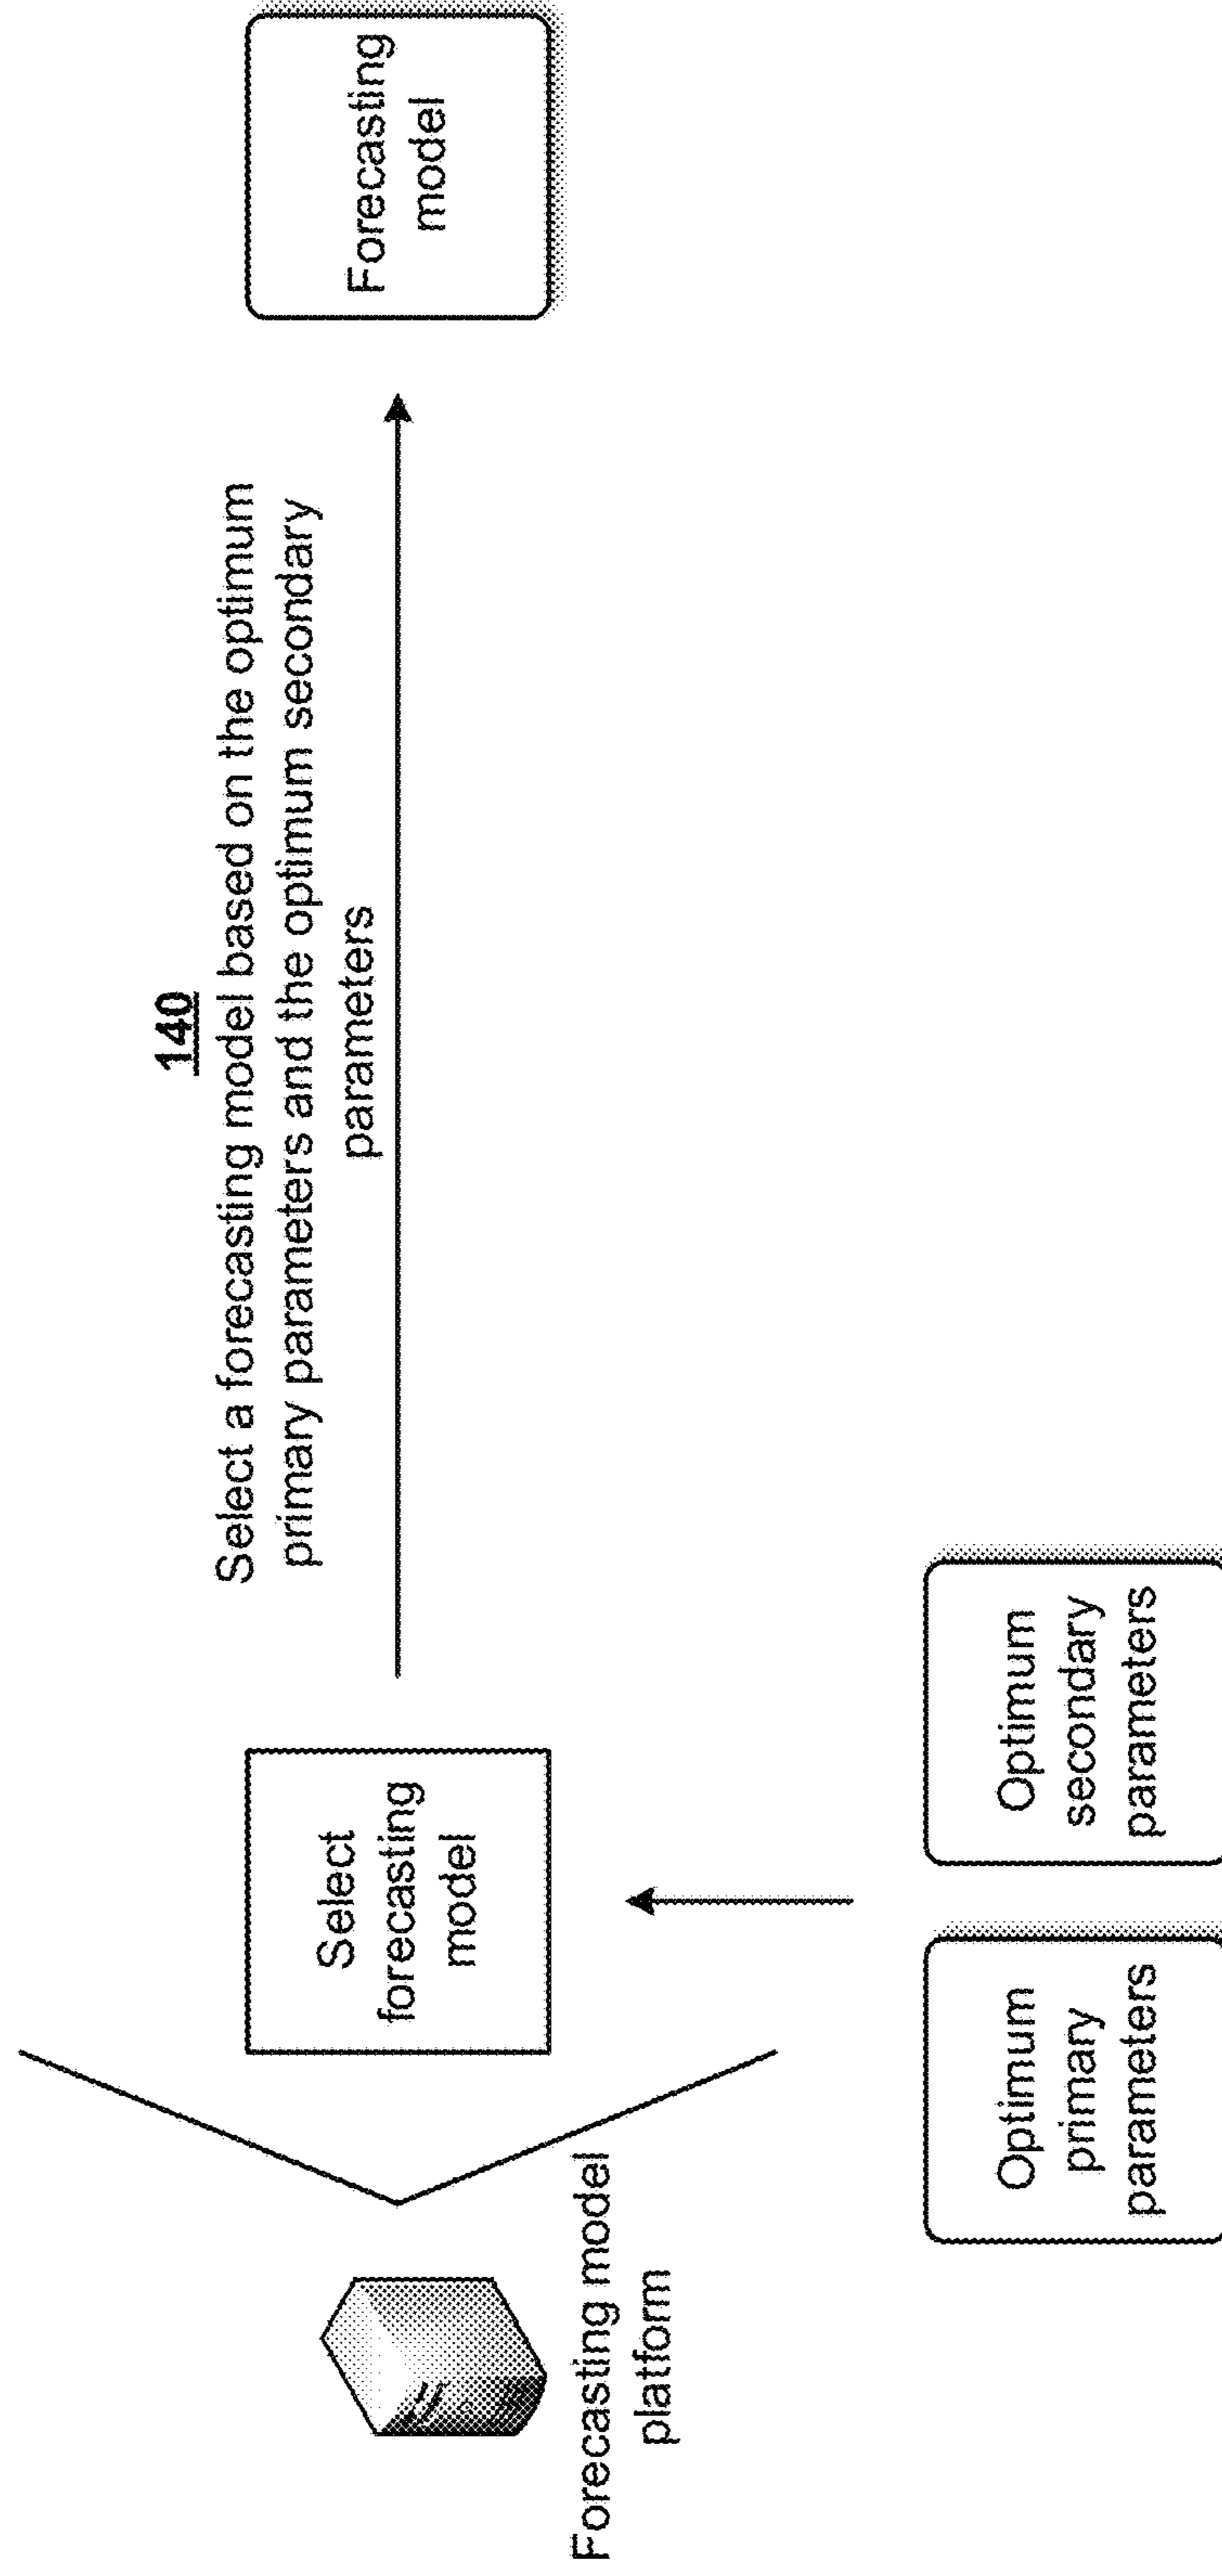 140
Select a forecasting model based on the optimum
primary parameters and the optimum secondary
parameters
Forecasting model
platform
Select
forecasting
model
Forecasting
model
Optimum
primary
parameters
Optimum
secondary
parameters